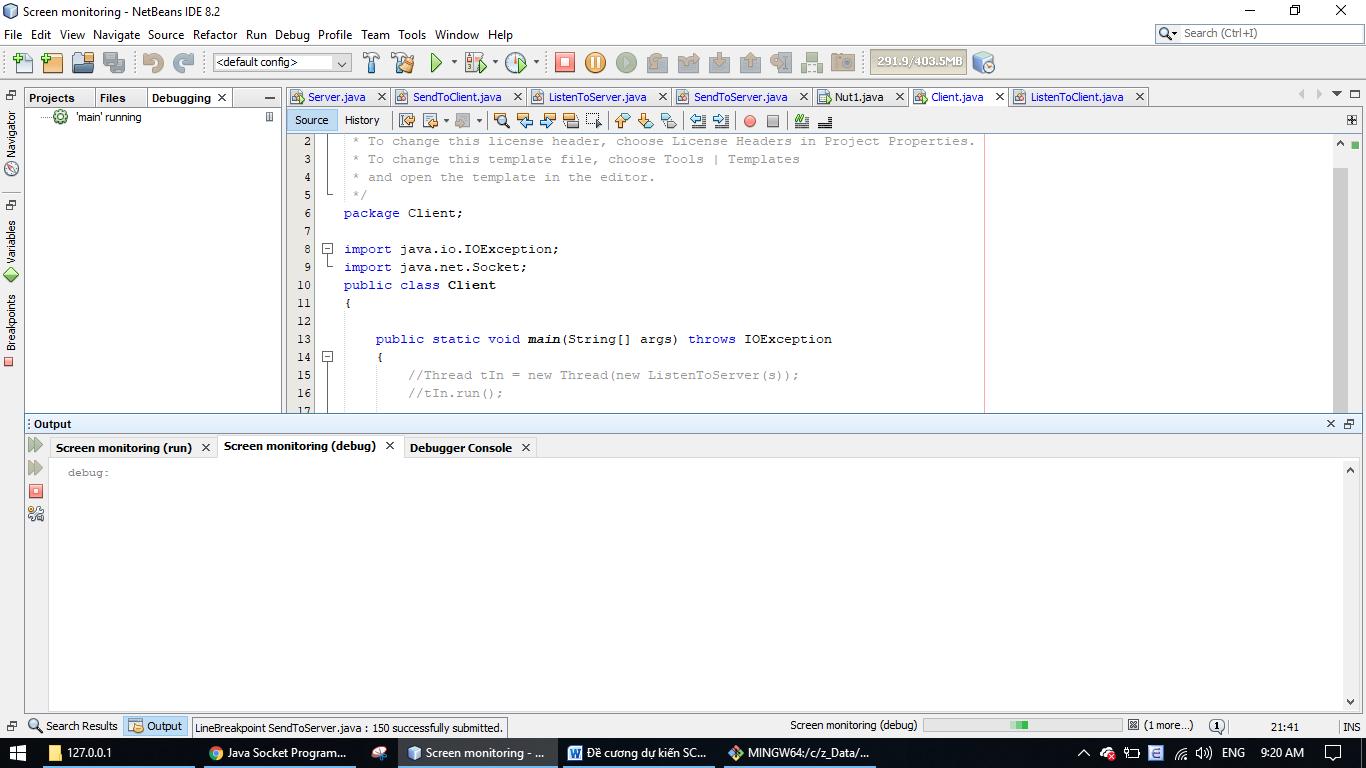 Screen monitoring - NetBeans IDE 8.2
File Edit View Navigate Source Refactor Run Debug Profile Team Tools Window Help
Search (Ctrl+I)
<default config>
291.9/403.5MB
Projects Files Debugging
Server.java SendToClient.java ListenToServer.java SendToServer.java Nut1.java Client.java ListenToClient.java
'main' running
Navigator
Variables
Breakpoints
Source History
2 * To change this license header, choose License Headers in Project Properties.
3 * To change this template file, choose Tools | Templates
4 * and open the template in the editor.
5 */
6 package Client;
7
8 import java.io.IOException;
9 import java.net.Socket;
10 public class Client
11 {
12
13 public static void main(String[] args) throws IOException
14 {
15 //Thread tIn = new Thread(new ListenToServer(s));
16 //tIn.run();
17
Output
Screen monitoring (run) Screen monitoring (debug) Debugger Console
debug:
Search Results Output LineBreakpoint SendToServer.java : 150 successfully submitted. Screen monitoring (debug) (1 more...) 1 21:41 INS
127.0.0.1 Java Socket Program... Screen monitoring - ... Đề cương dự kiến SC... MINGW64:/c/z_Data/... ENG 9:20 AM